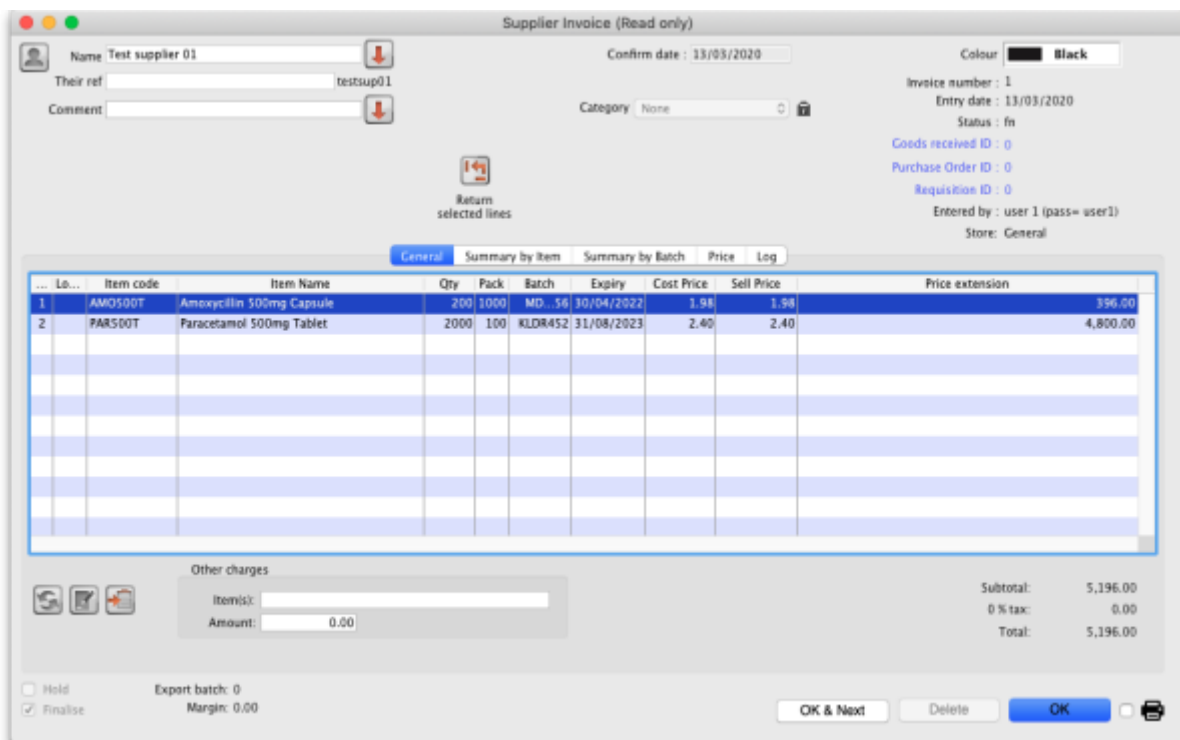 Supplier Invoice (Read only)
Name Test supplier 01 Confirm date : 13/03/2020 Colour Black
Their ref testsup01 Invoice number : 1
Comment Category None Entry date : 13/03/2020
Status : fn
Goods received ID : 0
Purchase Order ID : 0
Requisition ID : 0
Return
selected lines
Entered by : user 1 (pass= user1)
Store: General
General Summary by Item Summary by Batch Price Log
... Lo... Item code Item Name Qty Pack Batch Expiry Cost Price Sell Price Price extension
1 AMO500T Amoxycillin 500mg Capsule 200 1000 MD...56 30/04/2022 1.98 1.98 396.00
2 PAR500T Paracetamol 500mg Tablet 2000 100 KLDR452 31/08/2023 2.40 2.40 4,800.00
Other charges
Item(s):
Amount: 0.00
Subtotal: 5,196.00
0 % tax: 0.00
Total: 5,196.00
Hold Export batch: 0
Finalise Margin: 0.00
OK & Next Delete OK